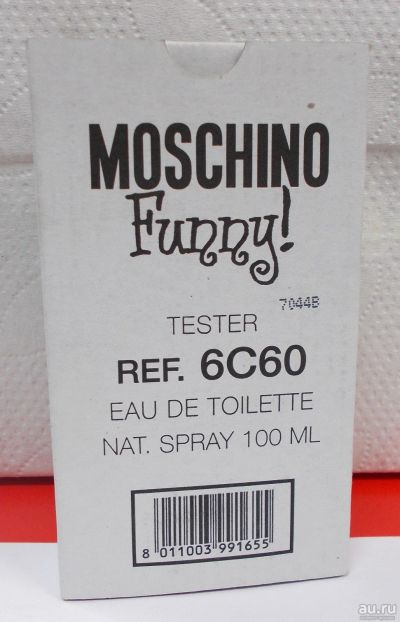 MOSCHINO
Funny!
7044B
TESTER
REF. 6C60
EAU DE TOILETTE
NAT. SPRAY 100 ML
8 011003 991655
au.ru